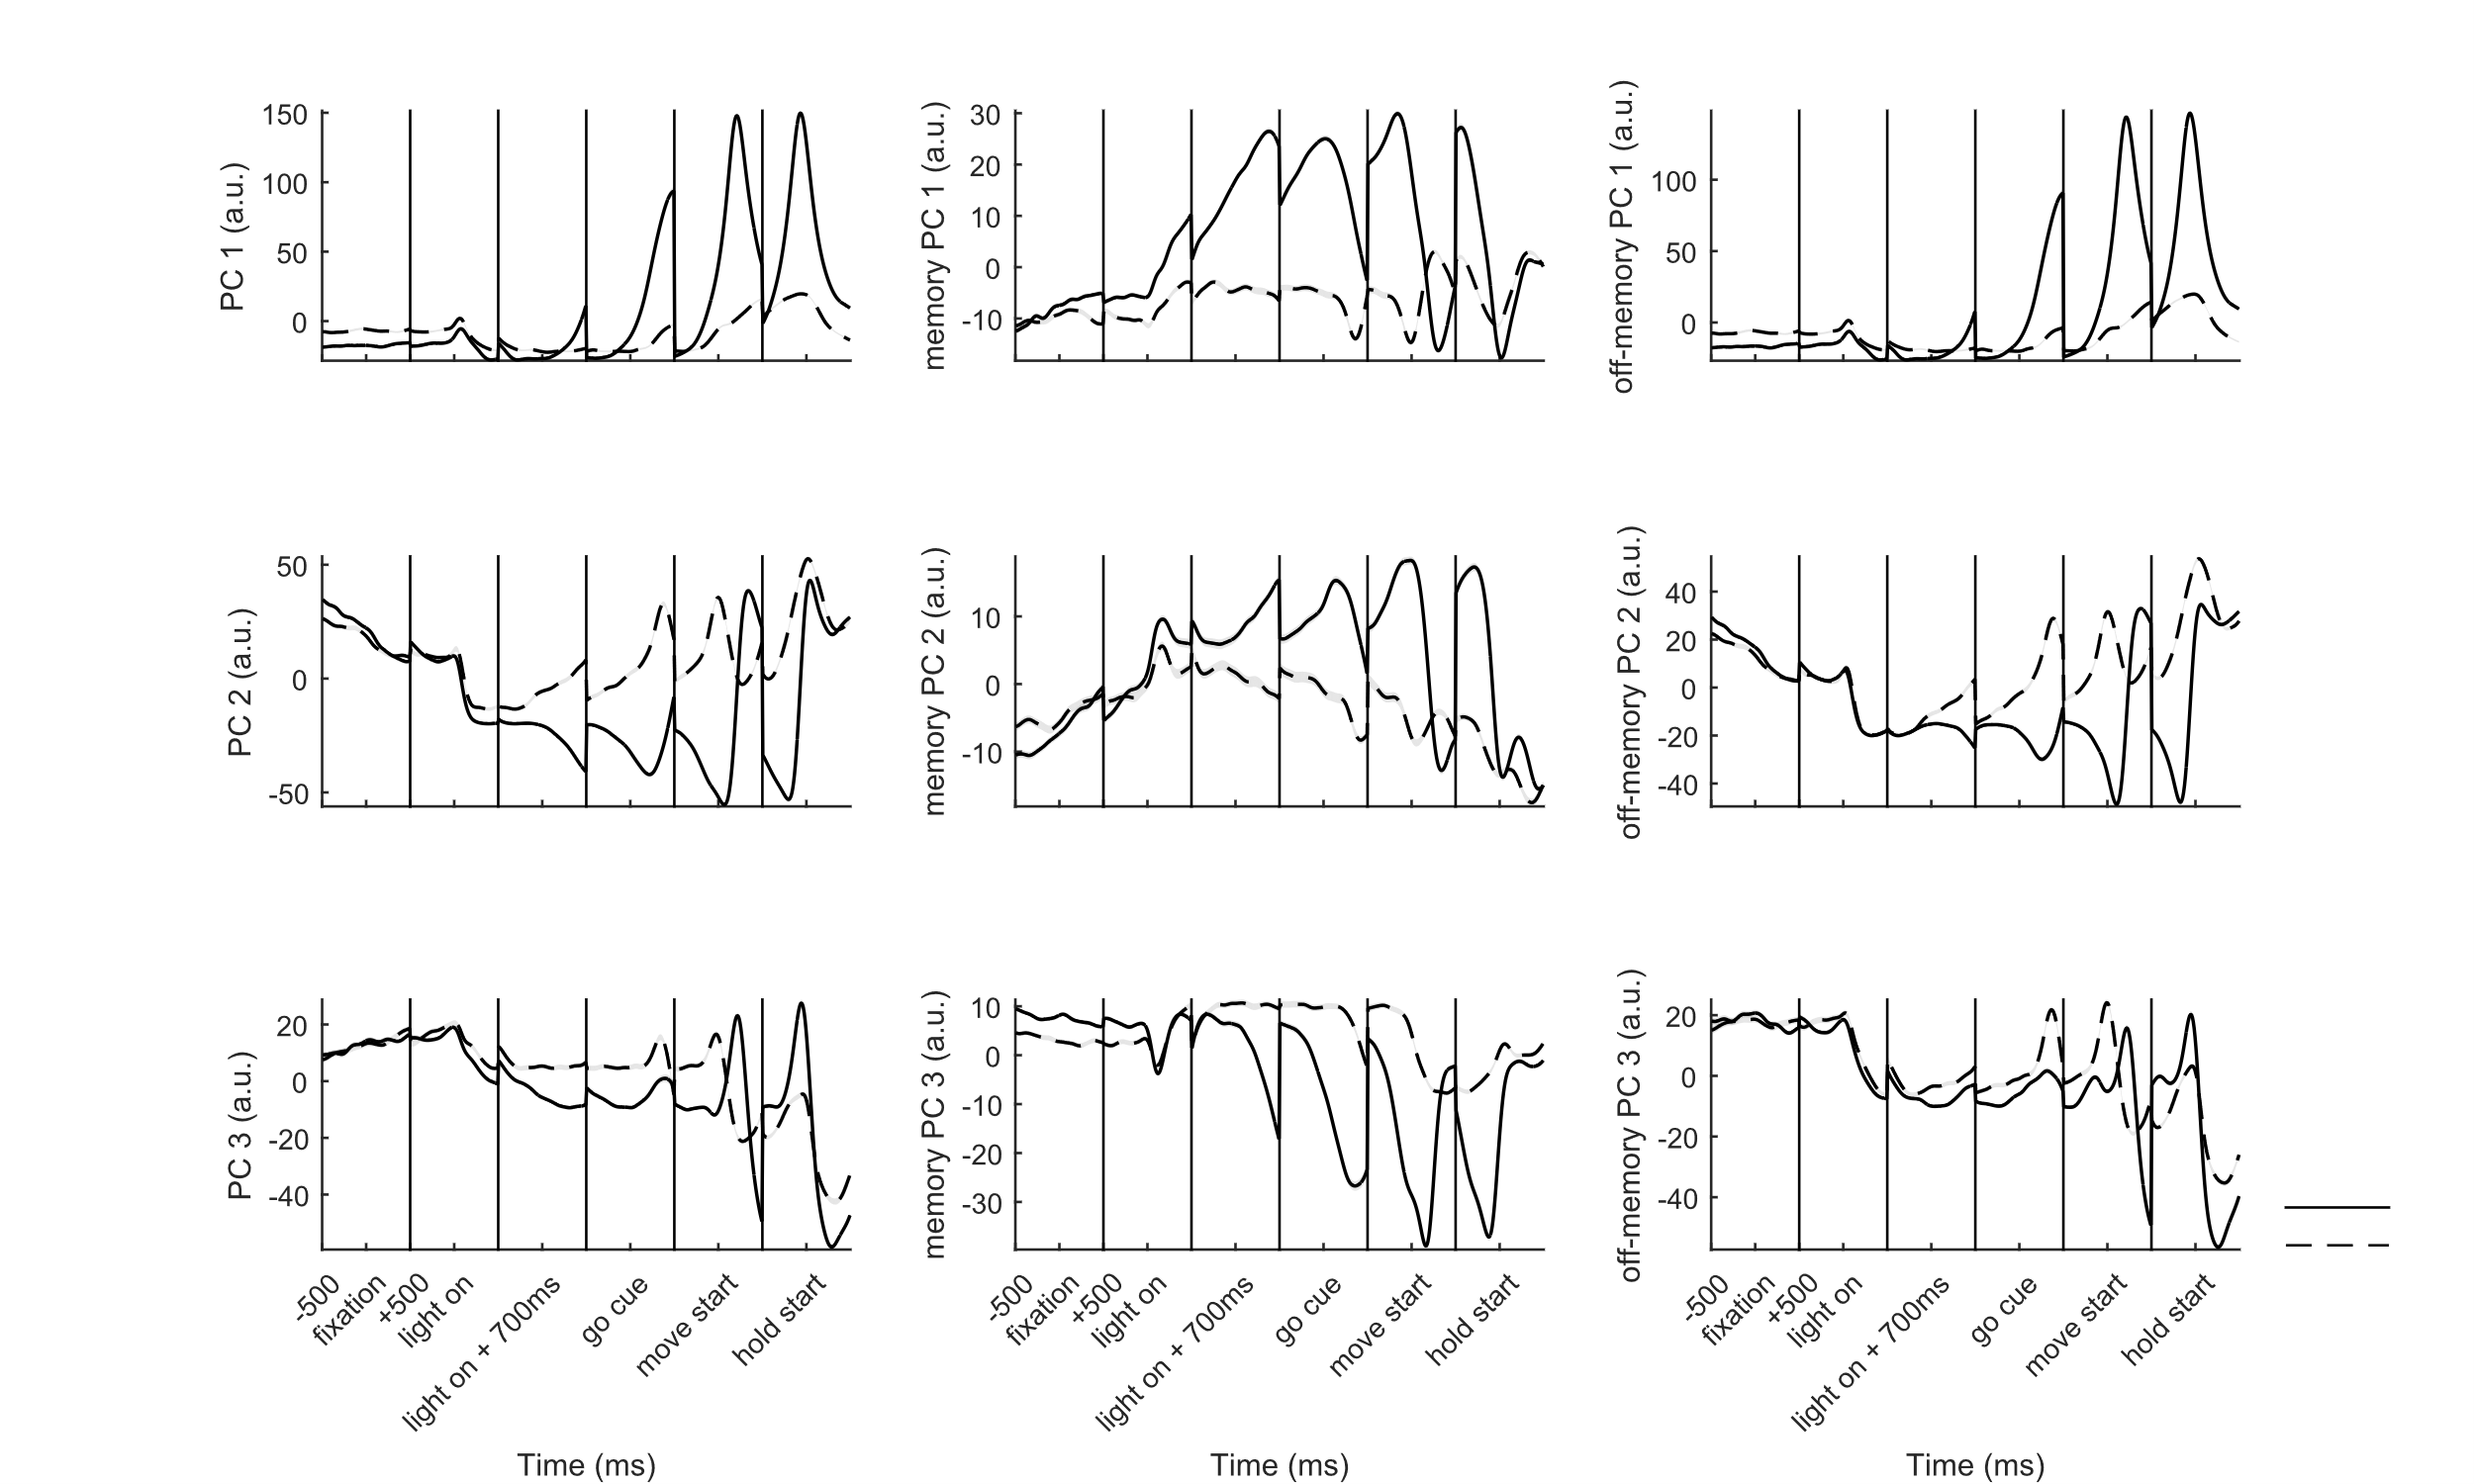 PC 1 (a.u.)
150
100
50
0
memory PC 1 (a.u.)
30
20
10
0
-10
off-memory PC 1 (a.u.)
100
50
0
PC 2 (a.u.)
50
0
-50
memory PC 2 (a.u.)
10
0
-10
off-memory PC 2 (a.u.)
40
20
0
-20
-40
PC 3 (a.u.)
20
0
-20
-40
memory PC 3 (a.u.)
10
0
-10
-20
-30
off-memory PC 3 (a.u.)
20
0
-20
-40
-500
fixation
+500
light on
light on + 700ms
go cue
move start
hold start
Time (ms)
-500
fixation
+500
light on
light on + 700ms
go cue
move start
hold start
Time (ms)
-500
fixation
+500
light on
light on + 700ms
go cue
move start
hold start
Time (ms)